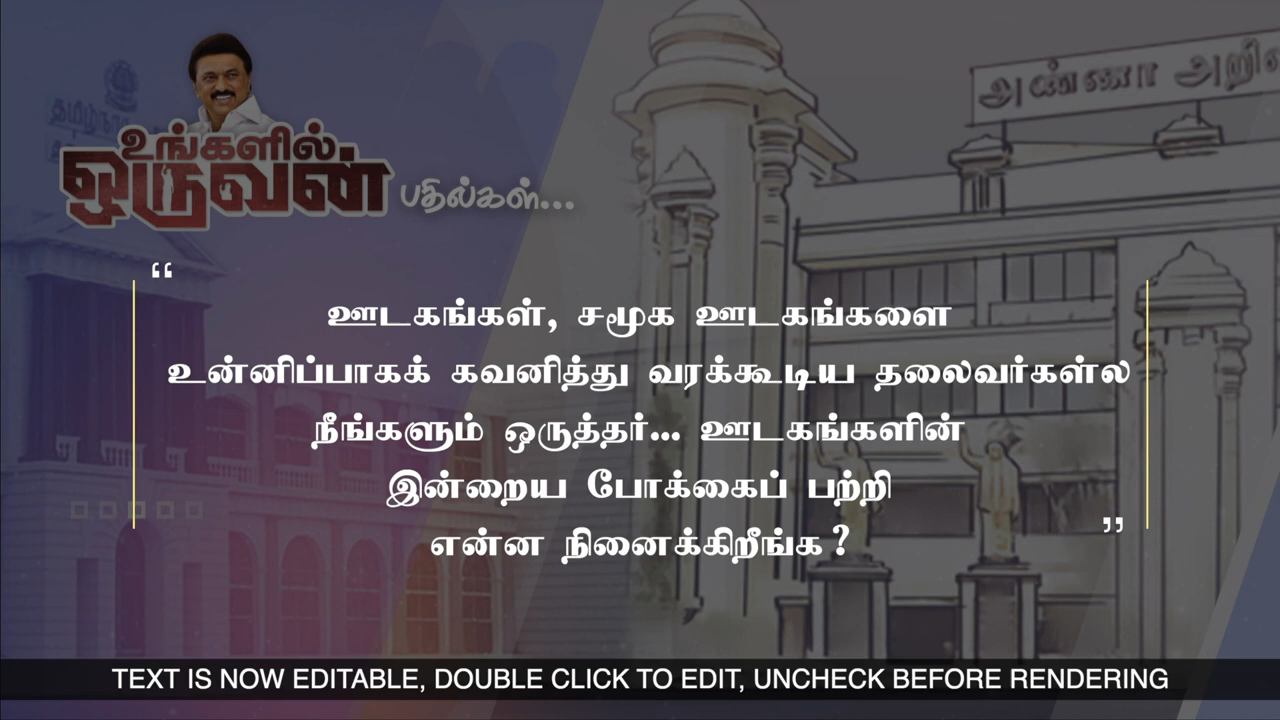 தமிழ்நா
அண்ணா அறி
உங்களில்
ஒருவன்
பதில்கள்...
“
ஊடகங்கள், சமூக ஊடகங்களை
உன்னிப்பாகக் கவனித்து வரக்கூடிய தலைவர்கள்ல
நீங்களும் ஒருத்தர்... ஊடகங்களின்
இன்றைய போக்கைப் பற்றி
என்ன நினைக்கிறீங்க?
”
TEXT IS NOW EDITABLE, DOUBLE CLICK TO EDIT, UNCHECK BEFORE RENDERING